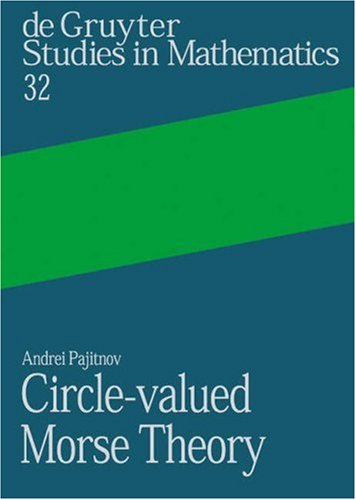 de Gruyter
Studies in Mathematics
32
Andrei Pajitnov
Circle-valued
Morse Theory